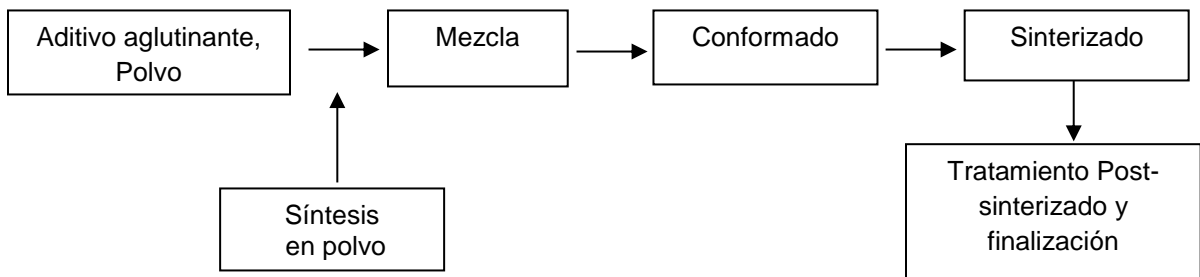 Aditivo aglutinante,
Polvo
Mezcla
Conformado
Sinterizado
Síntesis
en polvo
Tratamiento Post-
sinterizado y
finalización